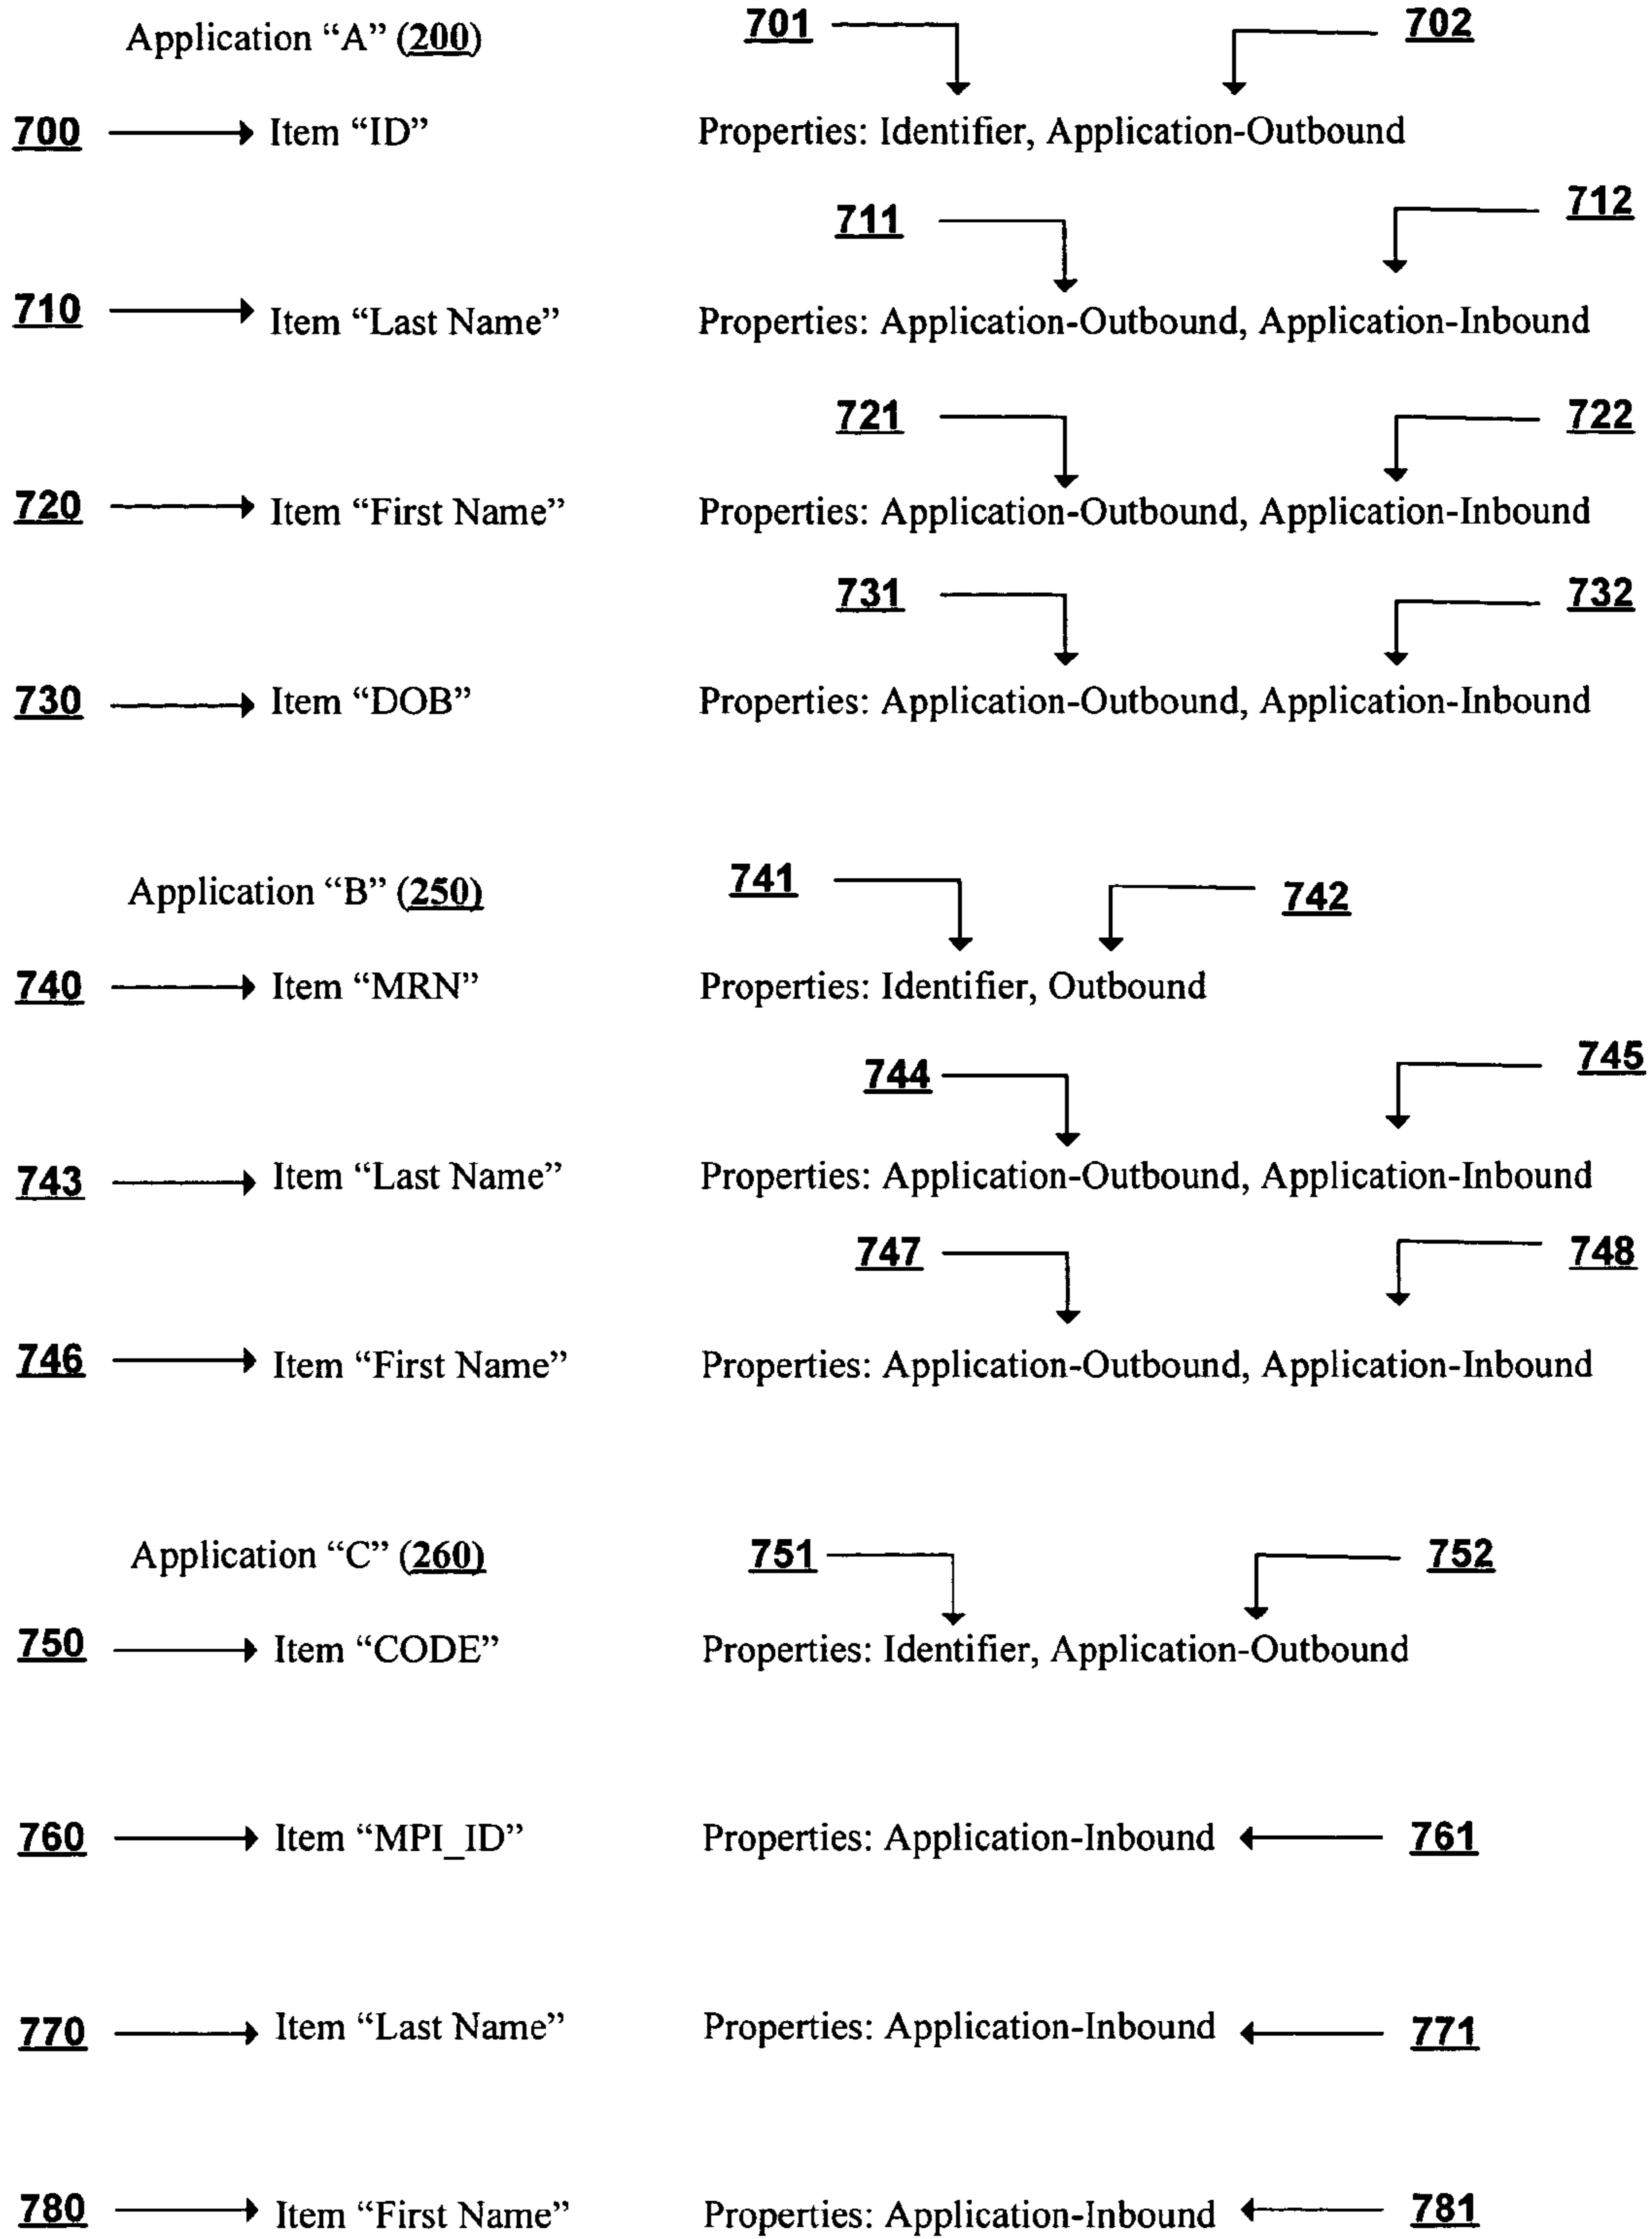 Application “A” (200) 701 702
700 Item “ID” Properties: Identifier, Application-Outbound
711 712
710 Item “Last Name” Properties: Application-Outbound, Application-Inbound
721 722
720 Item “First Name” Properties: Application-Outbound, Application-Inbound
731 732
730 Item “DOB” Properties: Application-Outbound, Application-Inbound
Application “B” (250) 741 742
740 Item “MRN” Properties: Identifier, Outbound
744 745
743 Item “Last Name” Properties: Application-Outbound, Application-Inbound
747 748
746 Item “First Name” Properties: Application-Outbound, Application-Inbound
Application “C” (260) 751 752
750 Item “CODE” Properties: Identifier, Application-Outbound
760 Item “MPI_ID” Properties: Application-Inbound 761
770 Item “Last Name” Properties: Application-Inbound 771
780 Item “First Name” Properties: Application-Inbound 781